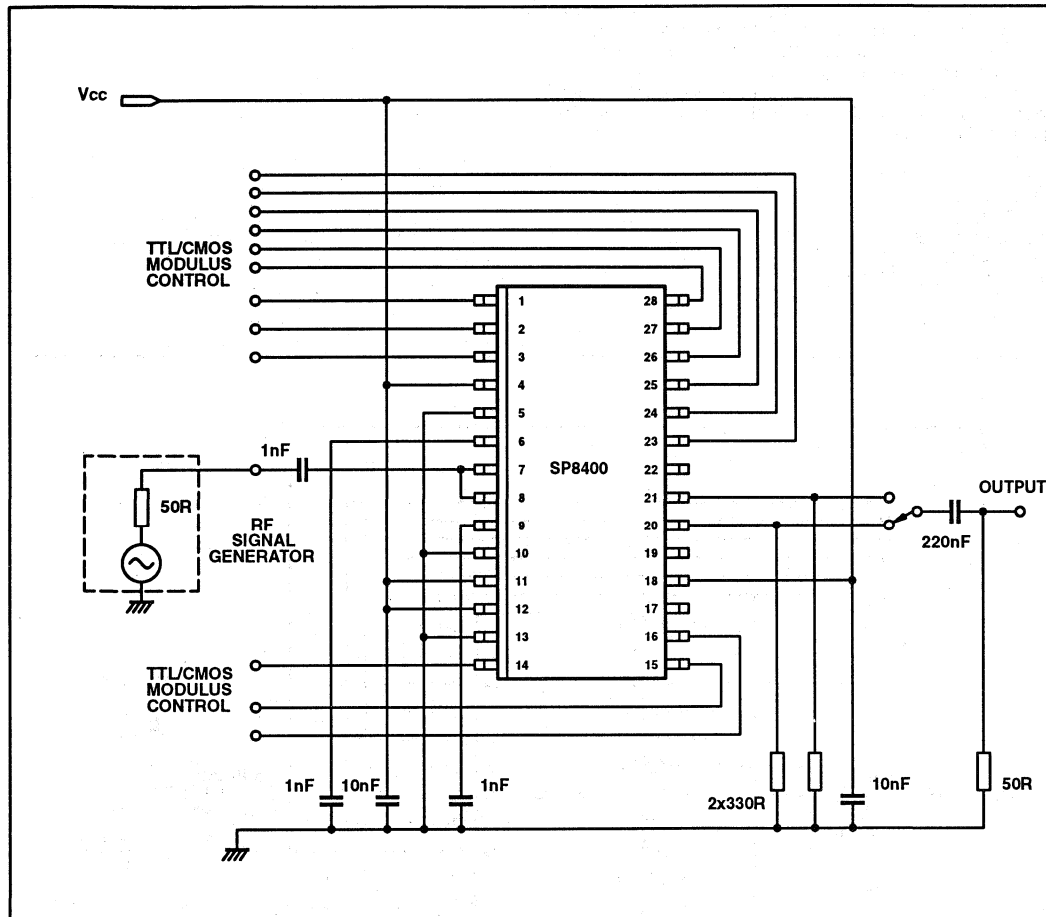 Vcc
TTL/CMOS
MODULUS
CONTROL
1
2
3
4
5
6
7
8
9
10
11
12
13
14
SP8400
28
27
26
25
24
23
22
21
20
19
18
17
16
15
1nF
50R
RF
SIGNAL
GENERATOR
OUTPUT
220nF
TTL/CMOS
MODULUS
CONTROL
1nF
10nF
1nF
2x330R
10nF
50R